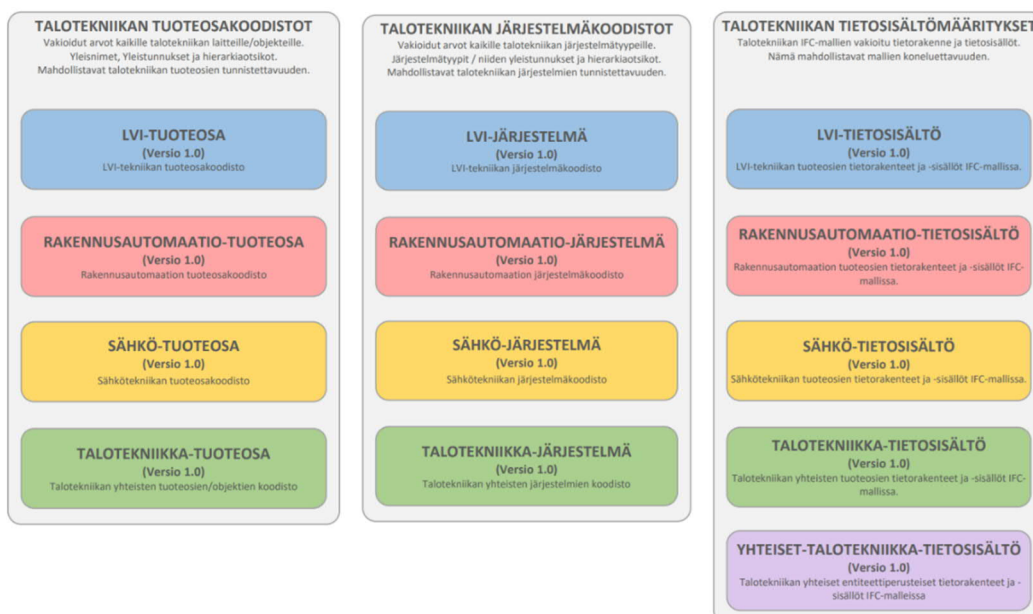 TALOTEKNIIKAN TUOTEOSAKOODISTOT
Vakioidut arvot kaikille talotekniikan laitteille/objekteille.
Yleisnimet, Yleistunnukset ja hierarkiaotsikot.
Mahdollistavat talotekniikan tuoteosien tunnistettavuuden.
LVI-TUOTEOSA
(Versio 1.0)
LVI-tekniikan tuoteosakoodisto
RAKENNUSAUTOMAATIO-TUOTEOSA
(Versio 1.0)
Rakennusautomaation tuoteosakoodisto
SÄHKÖ-TUOTEOSA
(Versio 1.0)
Sähkötekniikan tuoteosakoodisto
TALOTEKNIIKKA-TUOTEOSA
(Versio 1.0)
Talotekniikan yhteisten tuoteosien/objektien koodisto
TALOTEKNIIKAN JÄRJESTELMÄKOODISTOT
Vakioidut arvot kaikille talotekniikan järjestelmätyypeille.
Järjestelmätyypit / niiden yleistunnukset ja hierarkiaotsikot.
Mahdollistavat talotekniikan järjestelmien tunnistettavuuden.
LVI-JÄRJESTELMÄ
(Versio 1.0)
LVI-tekniikan järjestelmäkoodisto
RAKENNUSAUTOMAATIO-JÄRJESTELMÄ
(Versio 1.0)
Rakennusautomaation järjestelmäkoodisto
SÄHKÖ-JÄRJESTELMÄ
(Versio 1.0)
Sähkötekniikan järjestelmäkoodisto
TALOTEKNIIKKA-JÄRJESTELMÄ
(Versio 1.0)
Talotekniikan yhteisten järjestelmien koodisto
TALOTEKNIIKAN TIETOSISÄLTÖMÄÄRITYKSET
Talotekniikan IFC-mallien vakioitu tietorakenne ja tietosisällöt.
Nämä mahdollistavat mallien koneluettavuuden.
LVI-TIETOSISÄLTÖ
(Versio 1.0)
LVI-tekniikan tuoteosien tietorakenteet ja -sisällöt IFC-mallissa.
RAKENNUSAUTOMAATIO-TIETOSISÄLTÖ
(Versio 1.0)
Rakennusautomaation tuoteosien tietorakenteet ja -sisällöt IFC-
mallissa.
SÄHKÖ-TIETOSISÄLTÖ
(Versio 1.0)
Sähkötekniikan tuoteosien tietorakenteet ja -sisällöt IFC-mallissa.
TALOTEKNIIKKA-TIETOSISÄLTÖ
(Versio 1.0)
Talotekniikan yhteisten tuoteosien tietorakenteet ja -sisällöt IFC-
mallissa.
YHTEISET-TALOTEKNIIKKA-TIETOSISÄLTÖ
(Versio 1.0)
Talotekniikan yhteiset entiteettiperusteiset tietorakenteet ja -
sisällöt IFC-malleissa